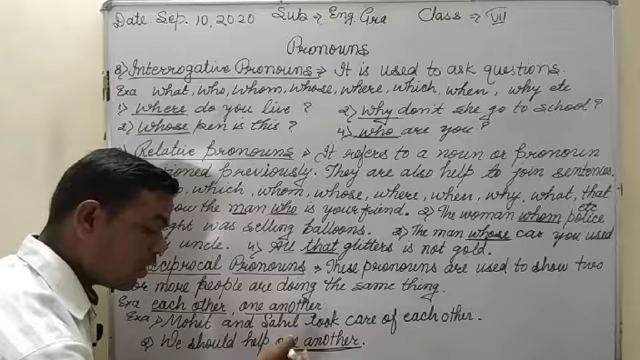 Date. Sep. 10, 2020 Sub → Eng. Gra Class → VII
Pronouns
8) Interrogative Pronouns → It is used to ask questions.
Exa what, who, whom, whose, where, which, when, why etc
1) where do you live? 2) Why don't she go to school?
3) Whose pen is this? 4) who are you?
Relative pronouns → It refers to a noun or pronoun
previously. They are also help to join sentences.
which, whom, whose, where, when, why, what, that etc
the man who is your friend. 2) The woman whom police
was selling balloons. 3) The man whose car you used
uncle. 4) All that glitters is not gold.
Pronouns → These pronouns are used to show two
or more people are doing the same thing.
Exa each other, one another
Exa 1) Mohit and Sahil took care of each other.
2) We should help one another.